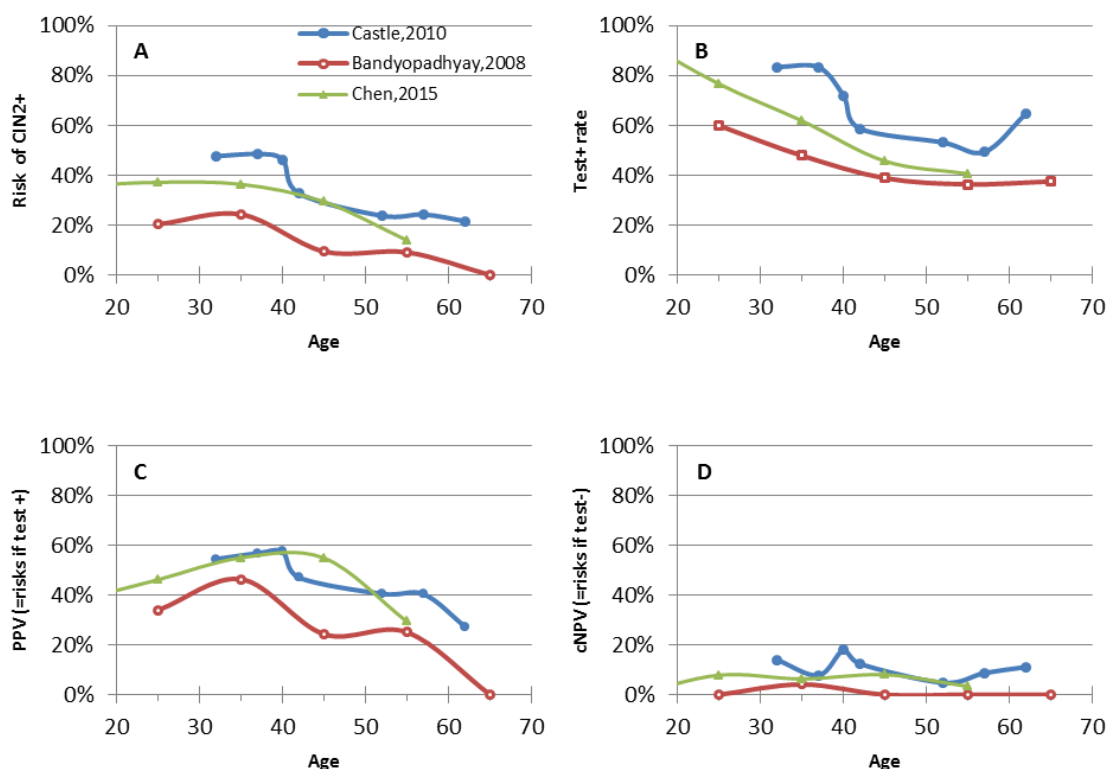 100%
80%
60%
40%
20%
0%
Risk of CIN2+
A
Castle,2010
Bandyopadhyay,2008
Chen,2015
20 30 40 50 60 70
Age
100%
80%
60%
40%
20%
0%
Test+ rate
B
20 30 40 50 60 70
Age
100%
80%
60%
40%
20%
0%
PPV (=risks if test +)
C
20 30 40 50 60 70
Age
100%
80%
60%
40%
20%
0%
cNPV (=risks if test-)
D
20 30 40 50 60 70
Age